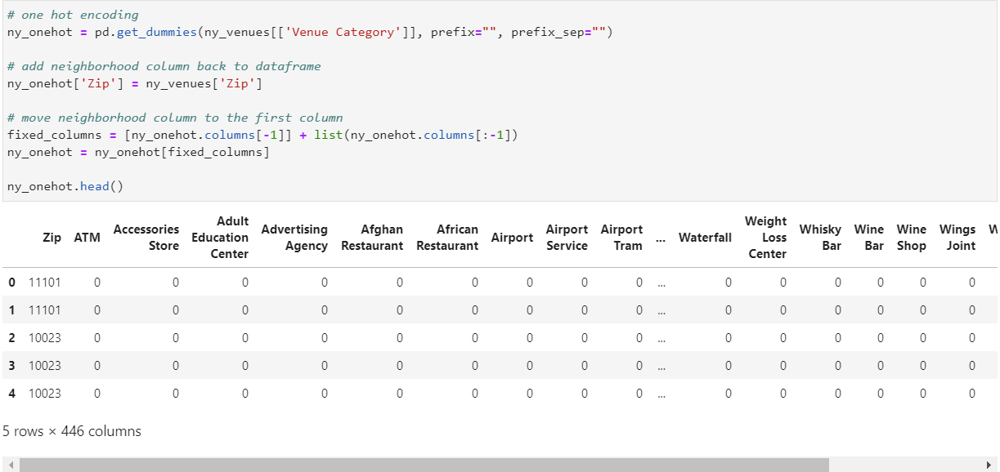 # one hot encoding
ny_onehot = pd.get_dummies(ny_venues[['Venue Category']], prefix="", prefix_sep="")
# add neighborhood column back to dataframe
ny_onehot['Zip'] = ny_venues['Zip']
# move neighborhood column to the first column
fixed_columns = [ny_onehot.columns[-1]] + list(ny_onehot.columns[:-1])
ny_onehot = ny_onehot[fixed_columns]
ny_onehot.head()
Zip ATM Accessories Store Adult Education Center Advertising Agency Afghan Restaurant African Restaurant Airport Airport Service Airport Tram ... Waterfall Weight Loss Center Whisky Bar Wine Bar Wine Shop Wings Joint
0 11101 0 0 0 0 0 0 0 0 0 ... 0 0 0 0 0 0
1 11101 0 0 0 0 0 0 0 0 0 ... 0 0 0 0 0 0
2 10023 0 0 0 0 0 0 0 0 0 ... 0 0 0 0 0 0
3 10023 0 0 0 0 0 0 0 0 0 ... 0 0 0 0 0 0
4 10023 0 0 0 0 0 0 0 0 0 ... 0 0 0 0 0 0
5 rows × 446 columns